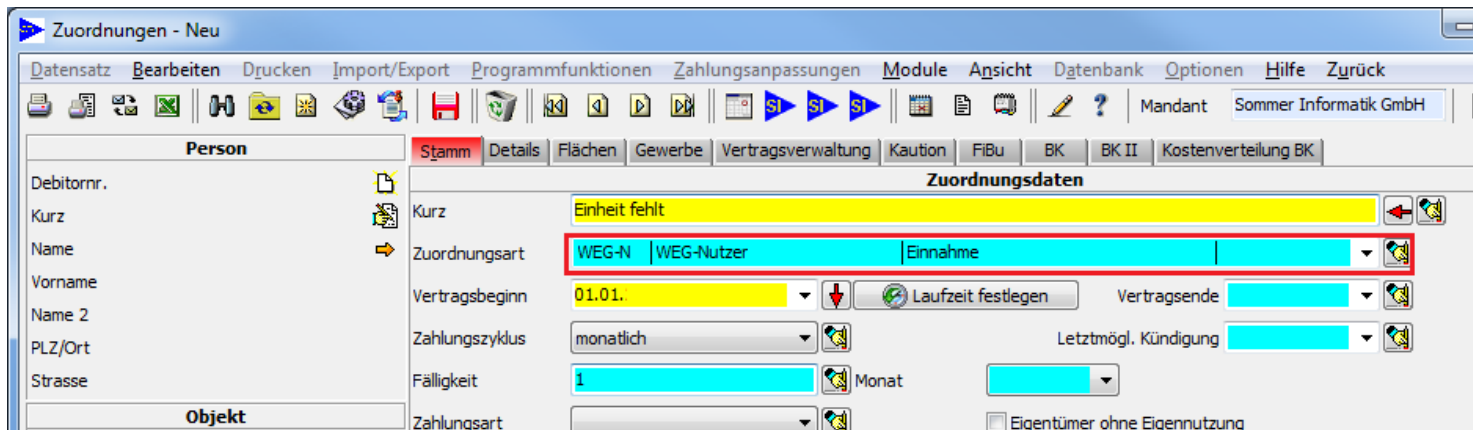 Zuordnungen - Neu
Datensatz Bearbeiten Drucken Import/Export Programmfunktionen Zahlungsanpassungen Module Ansicht Datenbank Optionen Hilfe Zurück
SI SI SI ? Mandant Sommer Informatik GmbH
Person
Debitornr.
Kurz
Name
Vorname
Name 2
PLZ/Ort
Strasse
Objekt
Stamm Details Flächen Gewerbe Vertragsverwaltung Kaution FiBu BK BK II Kostenverteilung BK
Zuordnungsdaten
Kurz Einheit fehlt
Zuordnungsart WEG-N WEG-Nutzer Einnahme
Vertragsbeginn 01.01. Laufzeit festlegen Vertragsende
Zahlungszyklus monatlich Letztmögl. Kündigung
Fälligkeit 1 Monat
Zahlungsart Eigentümer ohne Eigennutzung